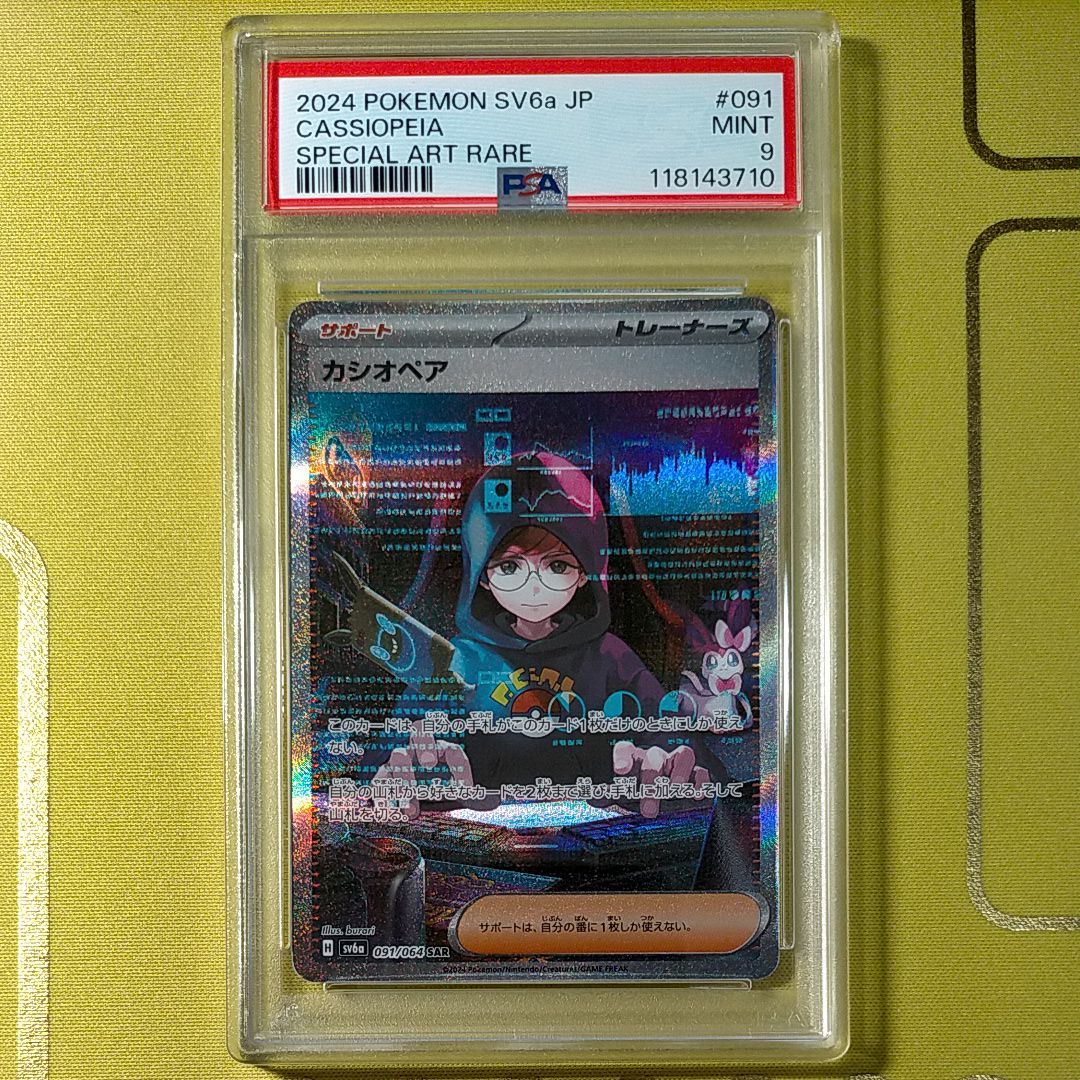 2024 POKEMON SV6a JP #091
CASSIOPEIA MINT
SPECIAL ART RARE 9
PSA 118143710
サポート トレーナーズ
カシオペア
このカードは、自分の手札がこのカード1枚だけのときにしか使え
ない。
自分の山札から好きなカードを2枚まで選び、手札に加える。そして
山札を切る。
サポートは、自分の番に1枚しか使えない。
Illus. burari
H SV6a 091/064 SAR
©2024 Pokémon/Nintendo/Creatures/GAME FREAK